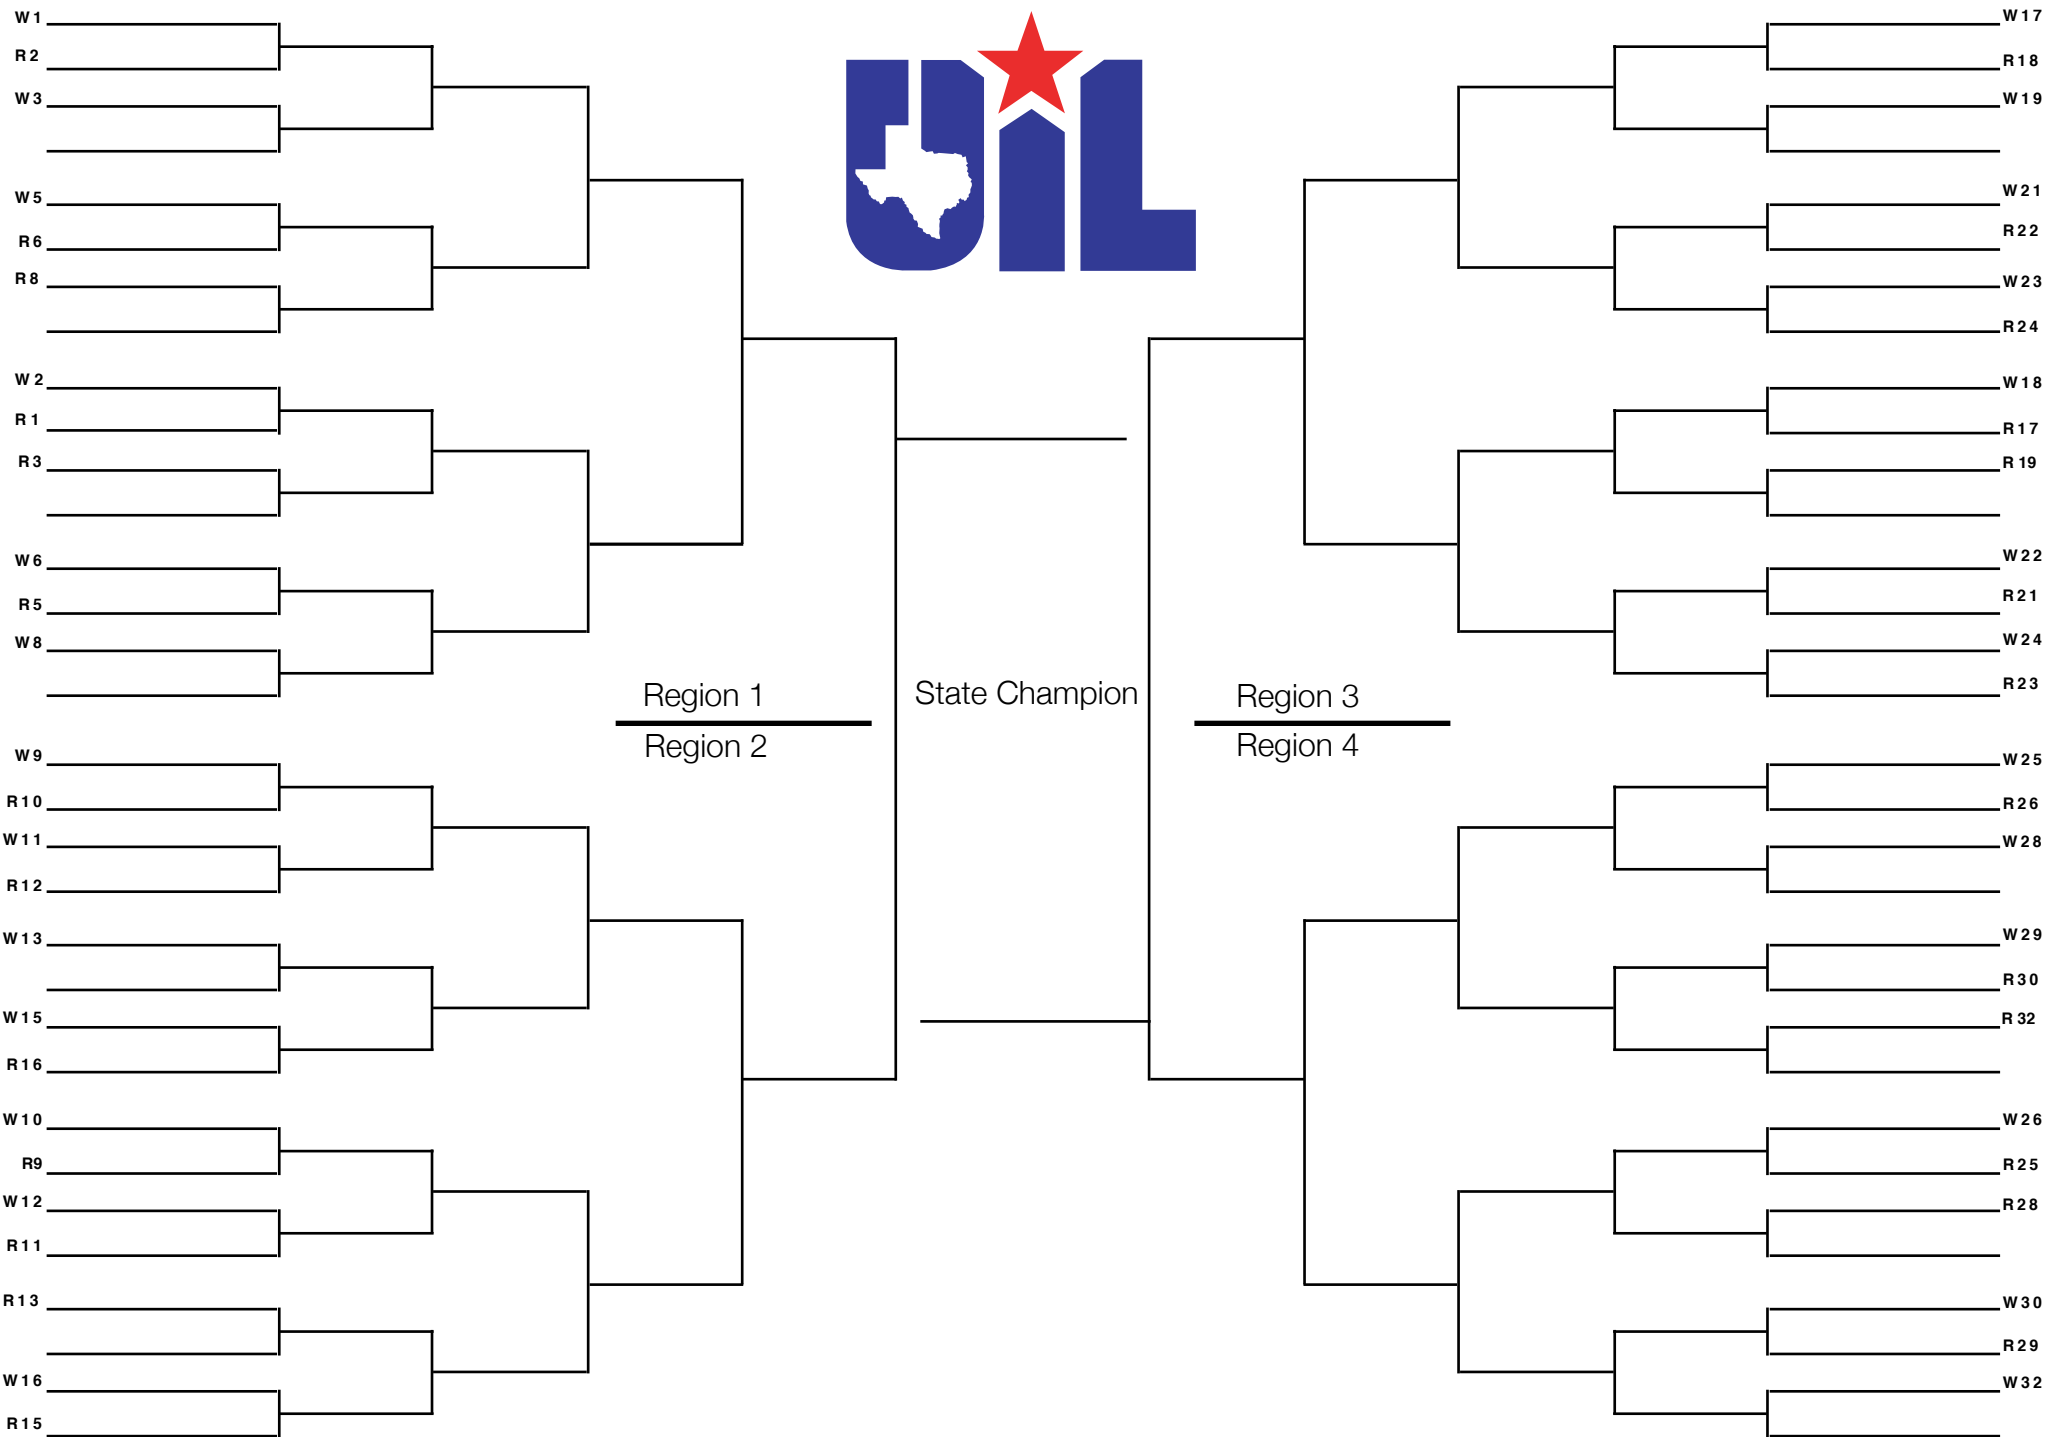 W1
R2
W3
W5
R6
R8
W2
R1
R3
W6
R5
W8
W9
R10
W11
R12
W13
W15
R16
W10
R9
W12
R11
R13
W16
R15
UIL
Region 1
Region 2
State Champion
Region 3
Region 4
W17
R18
W19
W21
R22
W23
R24
W18
R17
R19
W22
R21
W24
R23
W25
R26
W28
W29
R30
R32
W26
R25
R28
W30
R29
W32